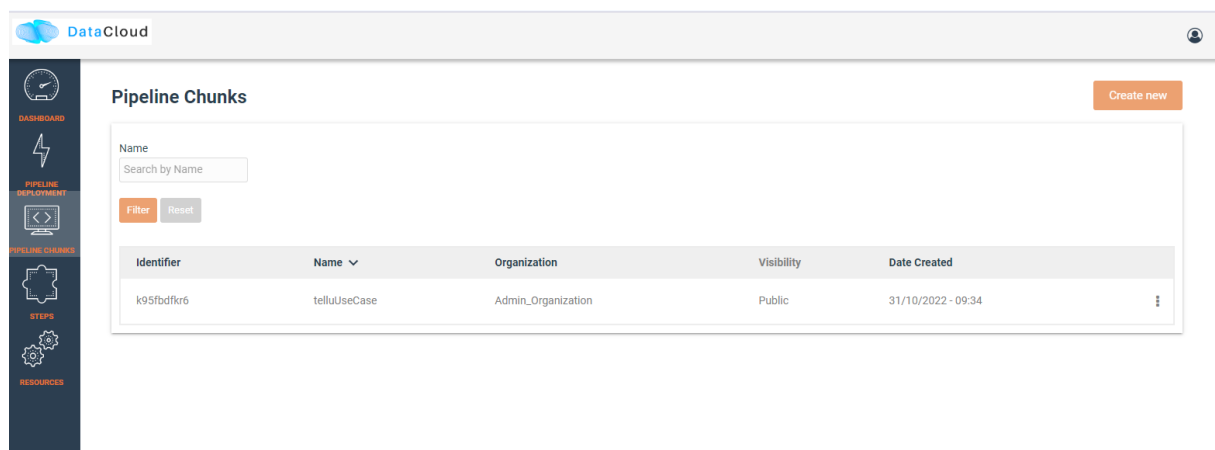 DataCloud
DASHBOARD
PIPELINE
DEPLOYMENT
PIPELINE CHUNKS
STEPS
RESOURCES
Pipeline Chunks
Create new
Name
Search by Name
Filter Reset
Identifier Name Organization Visibility Date Created
k95fbdfkr6 telluUseCase Admin_Organization Public 31/10/2022 - 09:34